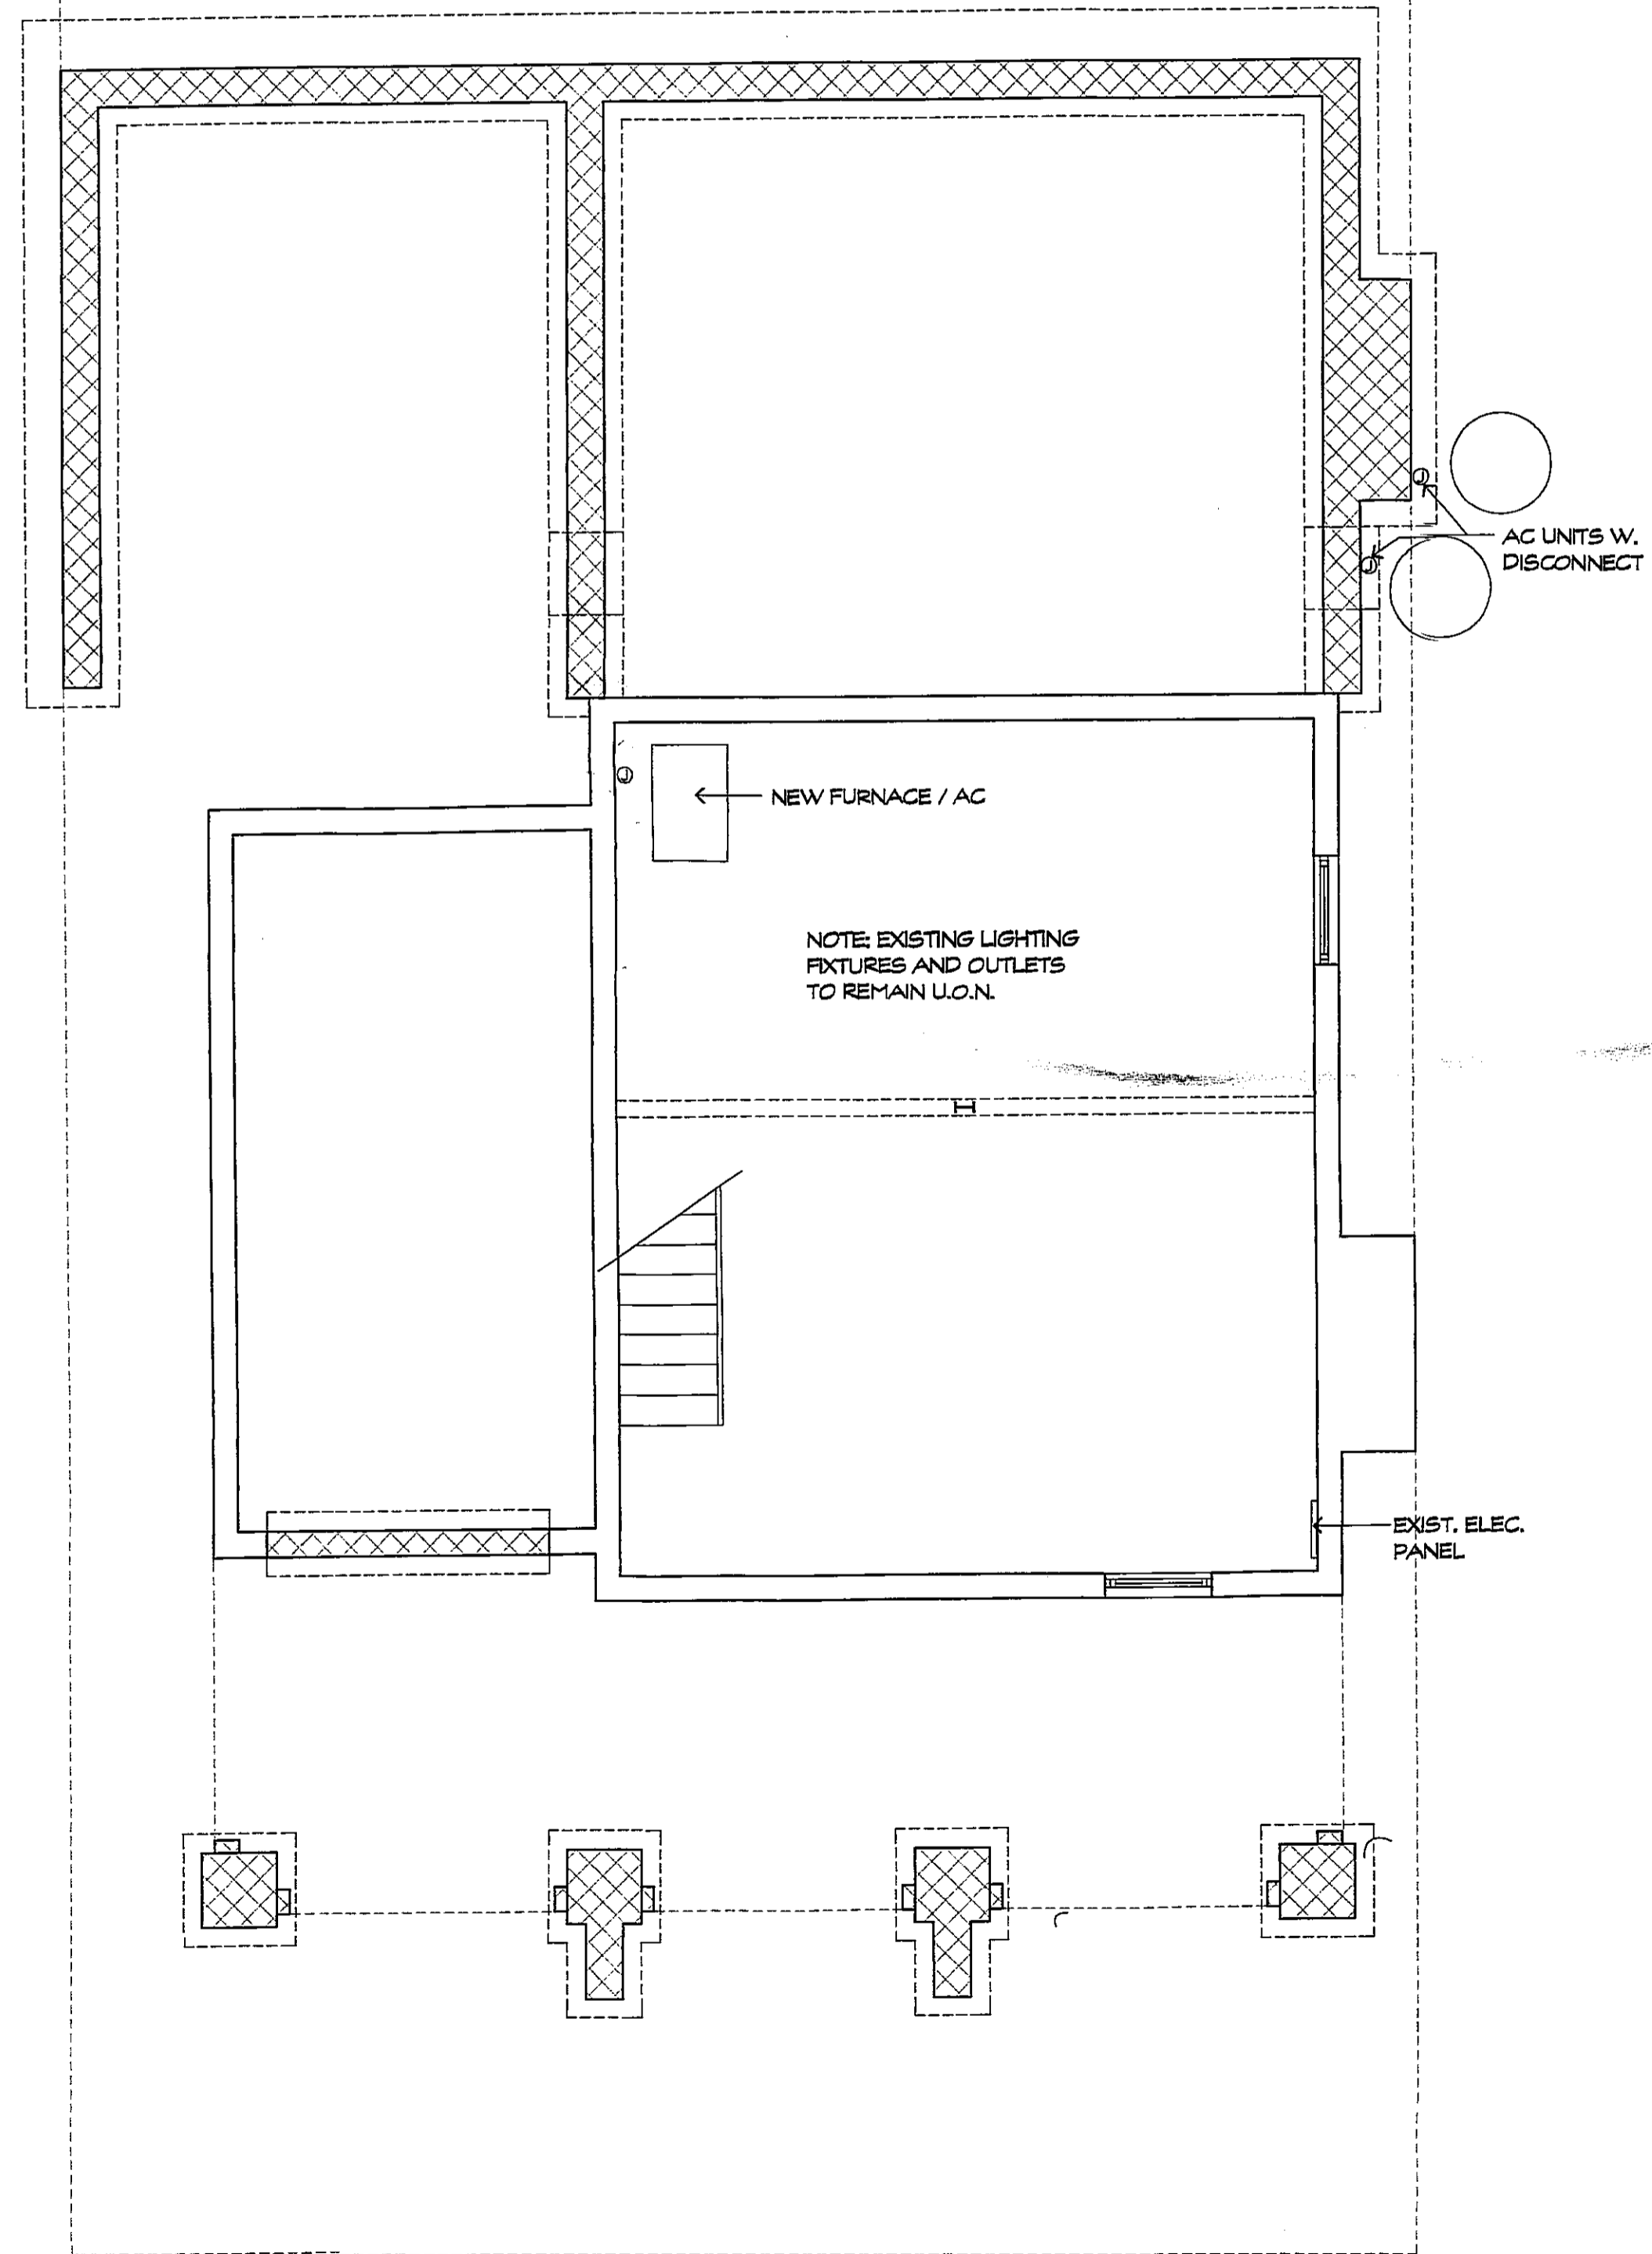 AC UNITS W.
DISCONNECT
NEW FURNACE / AC
NOTE: EXISTING LIGHTING
FIXTURES AND OUTLETS
TO REMAIN U.O.N.
EXIST. ELEC.
PANEL